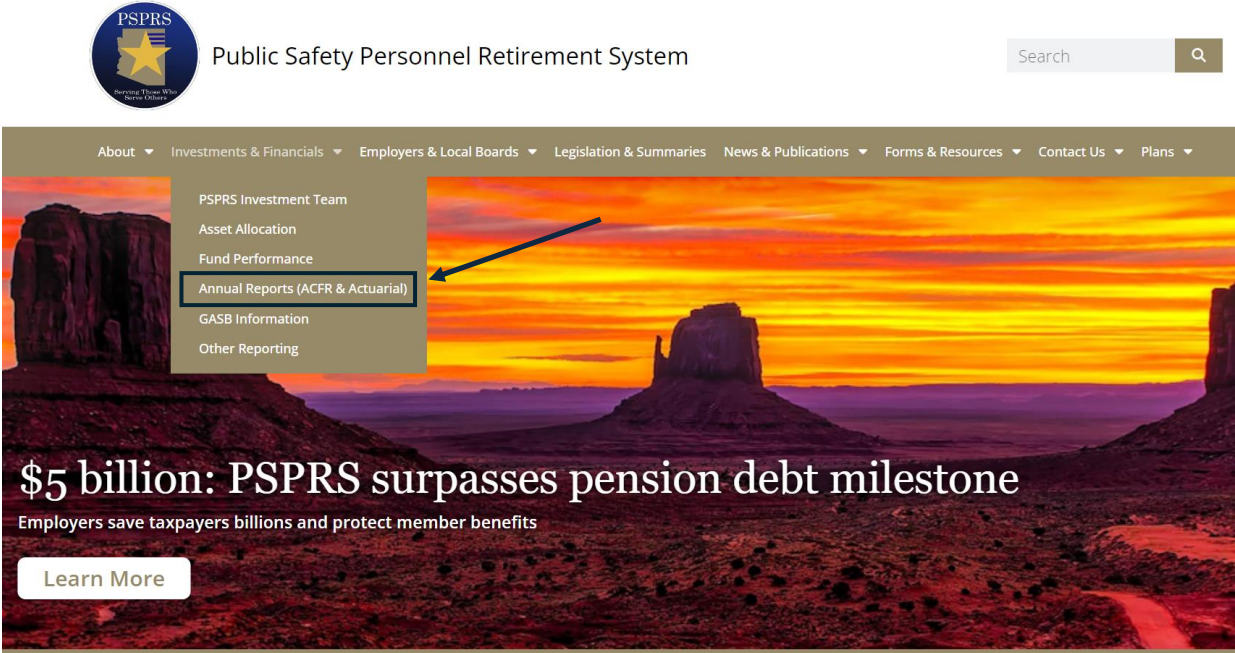 PSPRS
Serving Those Who
Serve Others
Public Safety Personnel Retirement System
Search
About Investments & Financials Employers & Local Boards Legislation & Summaries News & Publications Forms & Resources Contact Us Plans
PSPRS Investment Team
Asset Allocation
Fund Performance
Annual Reports (ACFR & Actuarial)
GASB Information
Other Reporting
$5 billion: PSPRS surpasses pension debt milestone
Employers save taxpayers billions and protect member benefits
Learn More